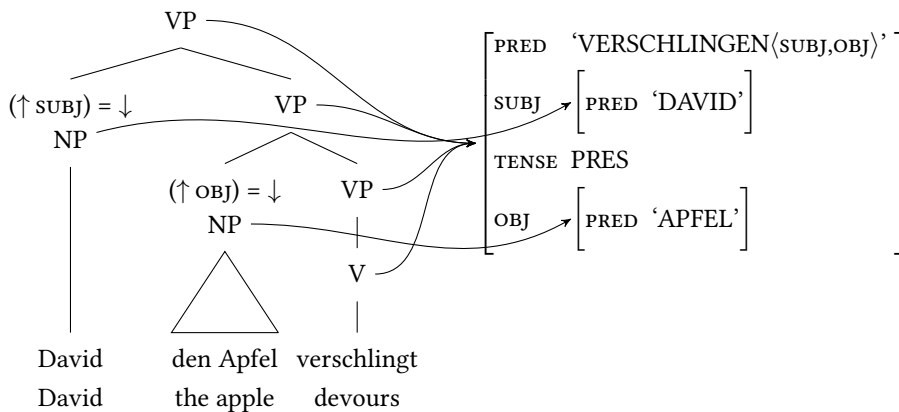 VP
PRED ‘VERSCHLINGEN⟨SUBJ,OBJ⟩’
(↑ SUBJ) = ↓ VP SUBJ PRED ‘DAVID’
NP
TENSE PRES
(↑ OBJ) = ↓ VP
NP OBJ PRED ‘APFEL’
V
David den Apfel verschlingt
David the apple devours